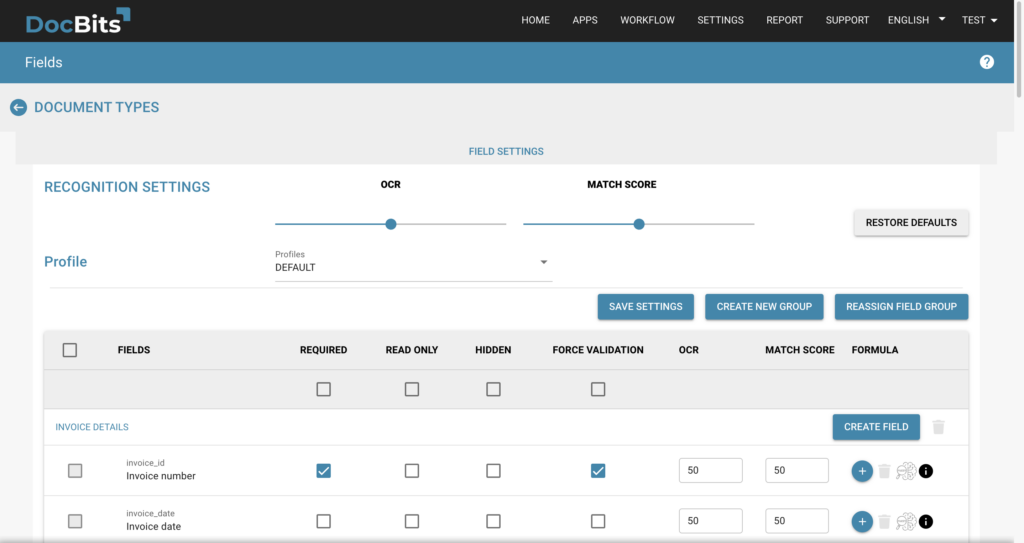 DocBits
HOME APPS WORKFLOW SETTINGS REPORT SUPPORT ENGLISH TEST
Fields
?
DOCUMENT TYPES
FIELD SETTINGS
RECOGNITION SETTINGS OCR MATCH SCORE
RESTORE DEFAULTS
Profile
Profiles
DEFAULT
SAVE SETTINGS CREATE NEW GROUP REASSIGN FIELD GROUP
FIELDS REQUIRED READ ONLY HIDDEN FORCE VALIDATION OCR MATCH SCORE FORMULA
INVOICE DETAILS CREATE FIELD
invoice_id
Invoice number 50 50
invoice_date
Invoice date 50 50